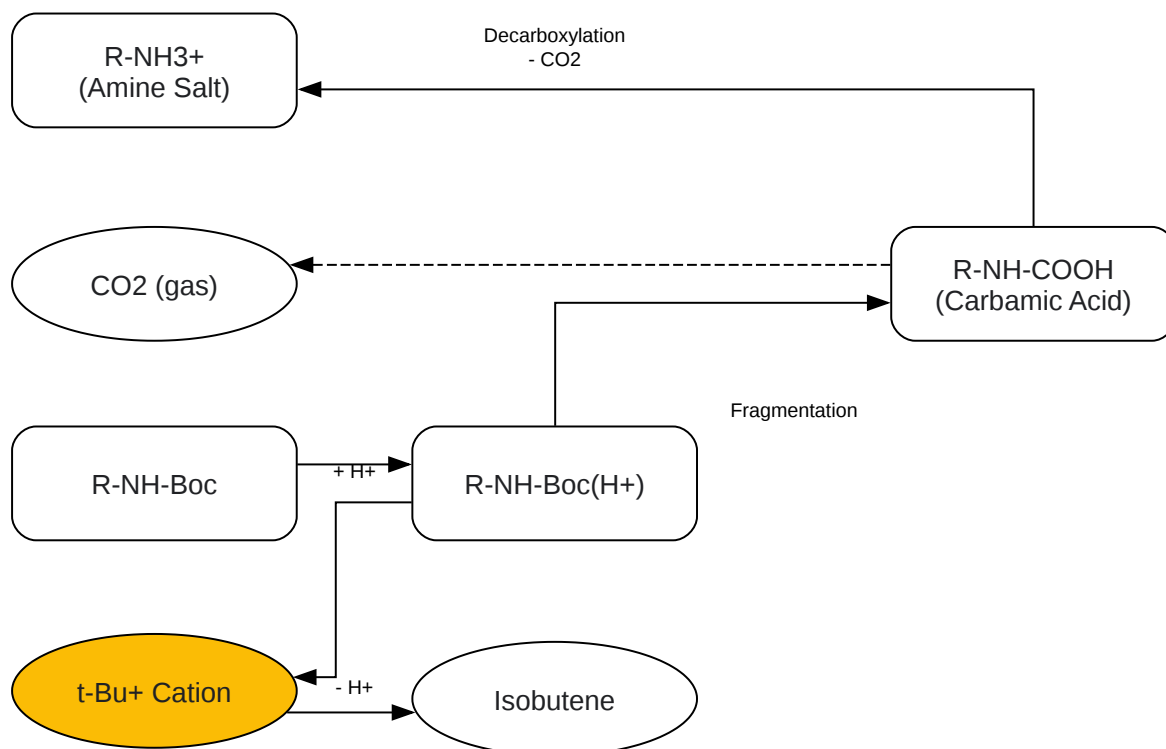 R-NH3+
(Amine Salt)
Decarboxylation
- CO2
CO2 (gas)
R-NH-COOH
(Carbamic Acid)
Fragmentation
R-NH-Boc
+ H+
R-NH-Boc(H+)
t-Bu+ Cation
- H+
Isobutene